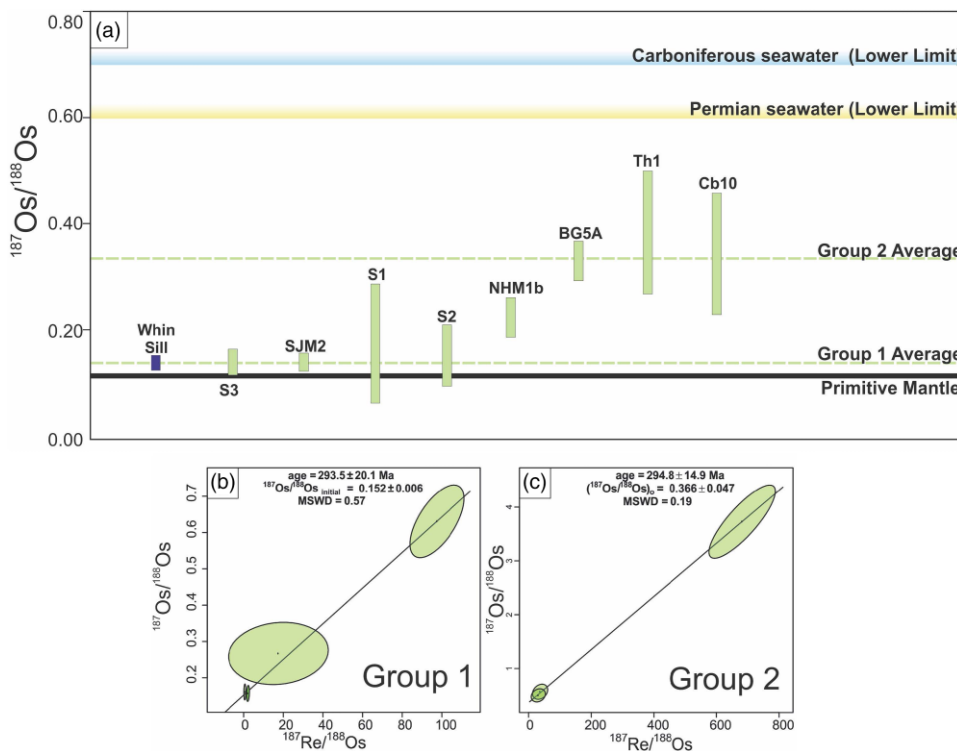 (a)
0.80
0.60
0.40
0.20
0.00
187Os/188Os
Carboniferous seawater (Lower Limit
Permian seawater (Lower Limit
Th1
Cb10
BG5A
Group 2 Average
S1
NHM1b
S2
Whin
Sill
SJM2
Group 1 Average
S3
Primitive Mantle
(b)
age = 293.5±20.1 Ma
187Os/188Os initial = 0.152±0.006
MSWD = 0.57
0.7
0.6
0.5
0.4
0.3
0.2
187Os/188Os
Group 1
0 20 40 60 80 100
187Re/188Os
(c)
age = 294.8±14.9 Ma
(187Os/188Os)o = 0.366±0.047
MSWD = 0.19
4
3
2
1
187Os/188Os
Group 2
0 200 400 600 800
187Re/188Os